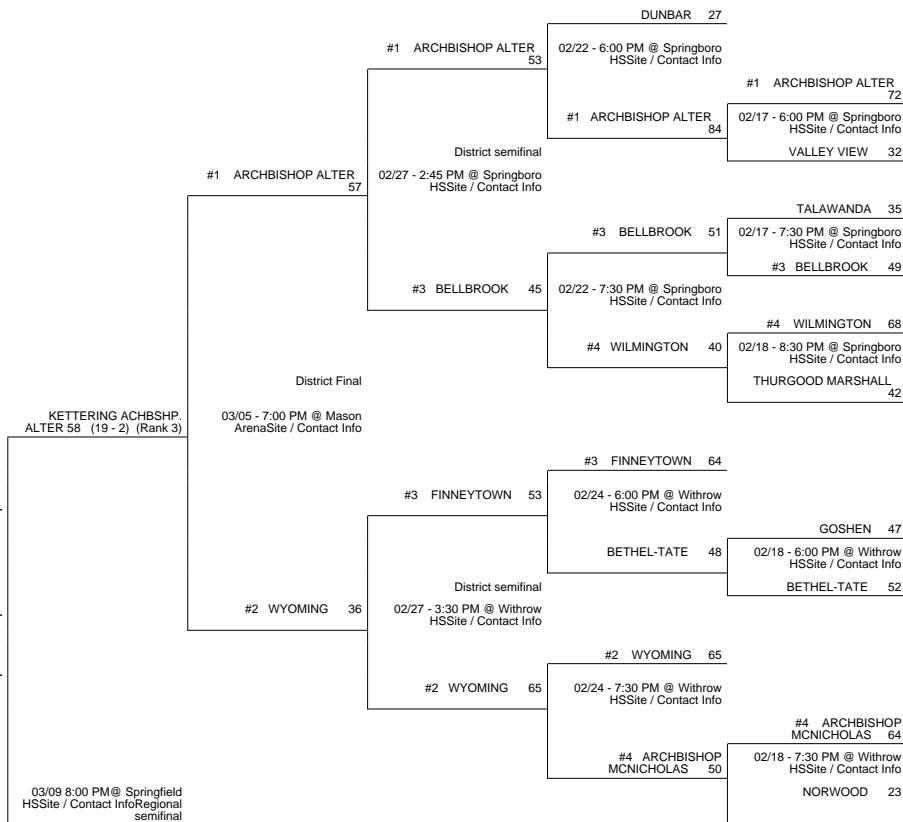 DUNBAR 27
#1 ARCHBISHOP ALTER
53
02/22 - 6:00 PM @ Springboro
HSSite / Contact Info
#1 ARCHBISHOP ALTER
72
#1 ARCHBISHOP ALTER
84
02/17 - 6:00 PM @ Springboro
HSSite / Contact Info
VALLEY VIEW 32
District semifinal
02/27 - 2:45 PM @ Springboro
HSSite / Contact Info
#1 ARCHBISHOP ALTER
57
TALAWANDA 35
#3 BELLBROOK 51
02/17 - 7:30 PM @ Springboro
HSSite / Contact Info
#3 BELLBROOK 49
#3 BELLBROOK 45
02/22 - 7:30 PM @ Springboro
HSSite / Contact Info
#4 WILMINGTON 68
#4 WILMINGTON 40
02/18 - 8:30 PM @ Springboro
HSSite / Contact Info
THURGOOD MARSHALL
42
District Final
03/05 - 7:00 PM @ Mason
ArenaSite / Contact Info
KETTERING ACHBSHP.
ALTER 58 (19 - 2) (Rank 3)
#3 FINNEYTOWN 64
#3 FINNEYTOWN 53
02/24 - 6:00 PM @ Withrow
HSSite / Contact Info
GOSHEN 47
BETHEL-TATE 48
02/18 - 6:00 PM @ Withrow
HSSite / Contact Info
BETHEL-TATE 52
District semifinal
02/27 - 3:30 PM @ Withrow
HSSite / Contact Info
#2 WYOMING 36
#2 WYOMING 65
#2 WYOMING 65
02/24 - 7:30 PM @ Withrow
HSSite / Contact Info
#4 ARCHBISHOP
MCNICHOLAS 64
#4 ARCHBISHOP
MCNICHOLAS 50
02/18 - 7:30 PM @ Withrow
HSSite / Contact Info
NORWOOD 23
03/09 8:00 PM@ Springfield
HSSite / Contact InfoRegional
semifinal